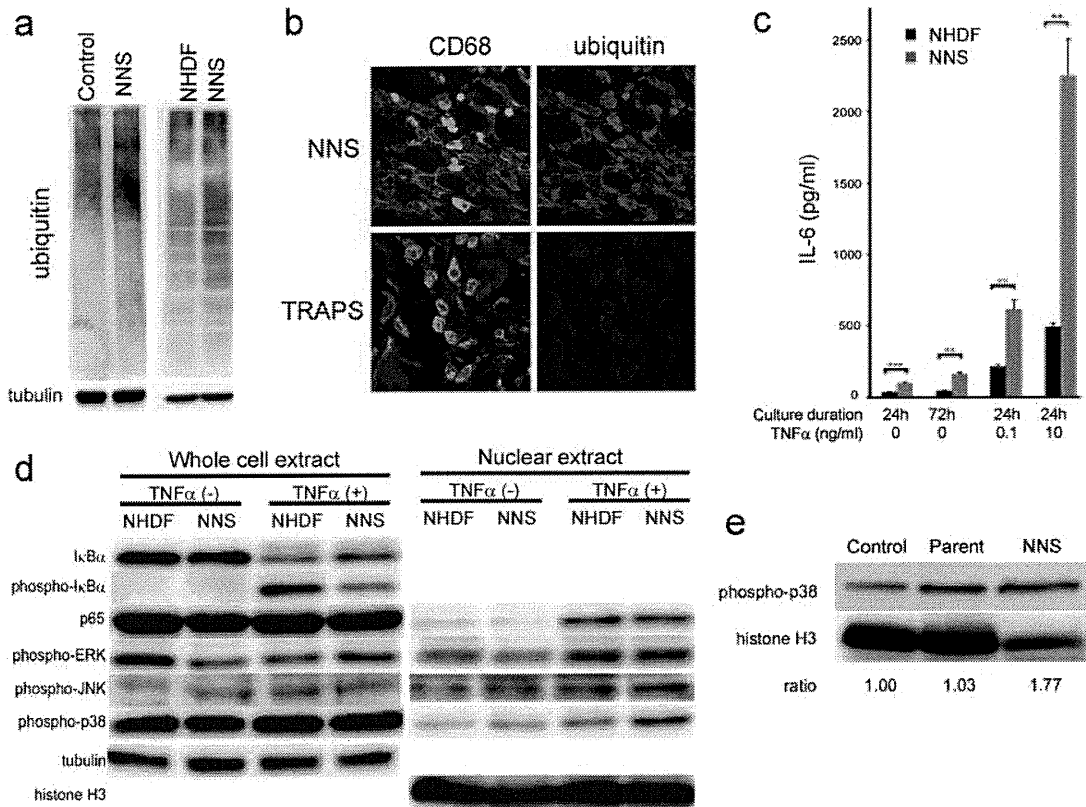 a
Control
NNS
NHDF
NNS
ubiquitin
tubulin
b
CD68
ubiquitin
NNS
TRAPS
c
NHDF
NNS
IL-6 (pg/ml)
2500
2000
1500
1000
500
0
**
**
Culture duration 24h 72h 24h 24h
TNFα (ng/ml) 0 0 0.1 10
d
Whole cell extract
Nuclear extract
TNFα (-) TNFα (+)
TNFα (-) TNFα (+)
NHDF NNS NHDF NNS
NHDF NNS NHDF NNS
IκBα
phospho-IκBα
p65
phospho-ERK
phospho-JNK
phospho-p38
tubulin
histone H3
e
Control Parent NNS
phospho-p38
histone H3
ratio 1.00 1.03 1.77